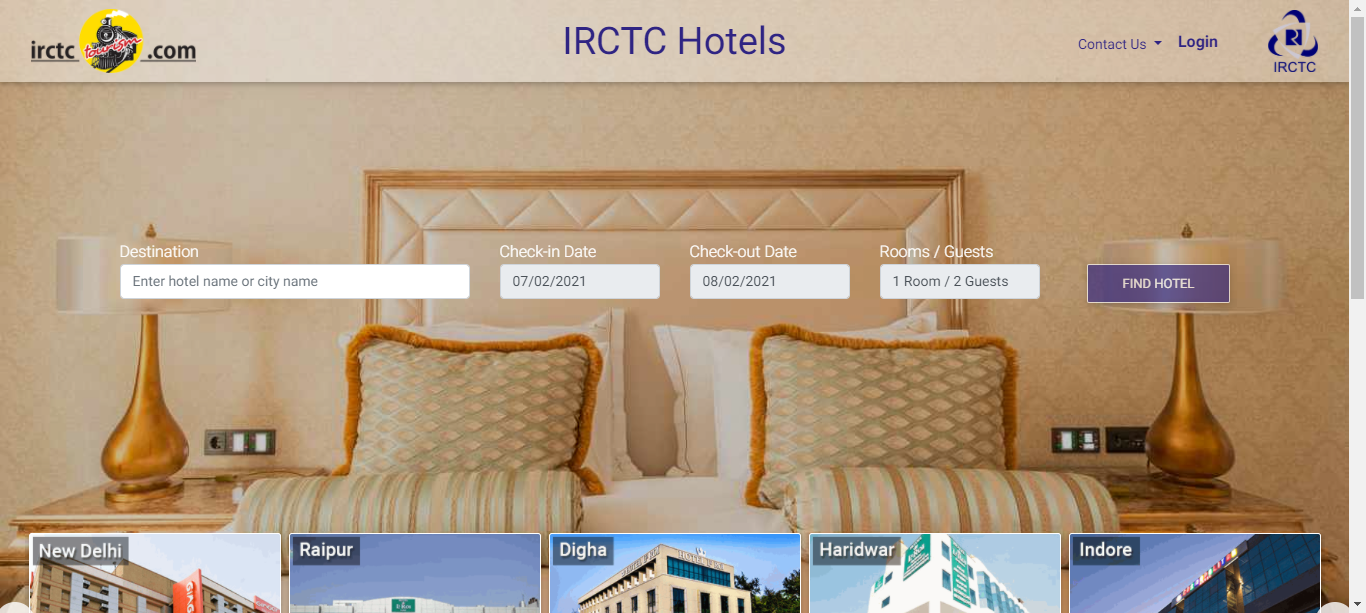 irctc tourism .com
IRCTC Hotels
Contact Us
Login
IRCTC
Destination
Check-in Date
Check-out Date
Rooms / Guests
Enter hotel name or city name
07/02/2021
08/02/2021
1 Room / 2 Guests
FIND HOTEL
New Delhi
Raipur
Digha
Haridwar
Indore